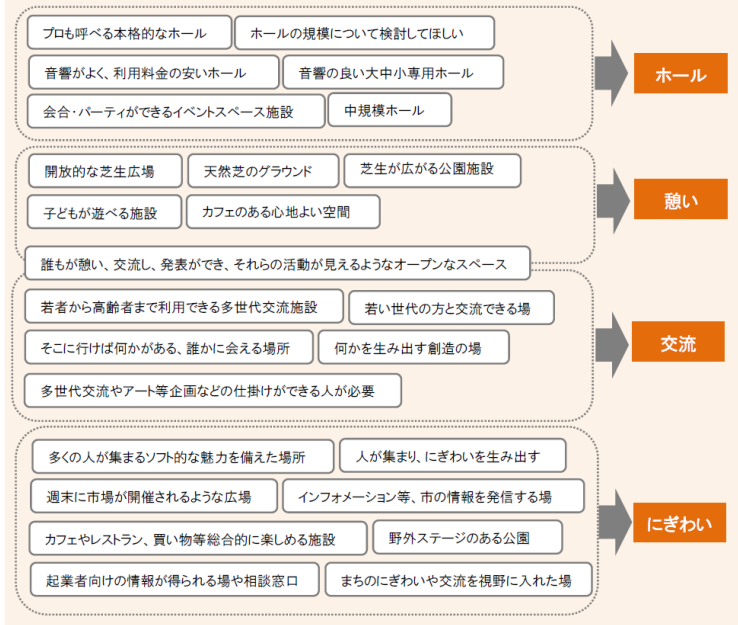 プロも呼べる本格的なホール
ホールの規模について検討してほしい
音響がよく、利用料金の安いホール
音響の良い大中小専用ホール
会合・パーティができるイベントスペース施設
中規模ホール
ホール
開放的な芝生広場
天然芝のグラウンド
芝生が広がる公園施設
子どもが遊べる施設
カフェのある心地よい空間
憩い
誰もが憩い、交流し、発表ができ、それらの活動が見えるようなオープンなスペース
若者から高齢者まで利用できる多世代交流施設
若い世代の方と交流できる場
そこに行けば何かがある、誰かに会える場所
何かを生み出す創造の場
多世代交流やアート等企画などの仕掛けができる人が必要
交流
多くの人が集まるソフト的な魅力を備えた場所
人が集まり、にぎわいを生み出す
週末に市場が開催されるような広場
インフォメーション等、市の情報を発信する場
カフェやレストラン、買い物等総合的に楽しめる施設
野外ステージのある公園
起業者向けの情報が得られる場や相談窓口
まちのにぎわいや交流を視野に入れた場
にぎわい